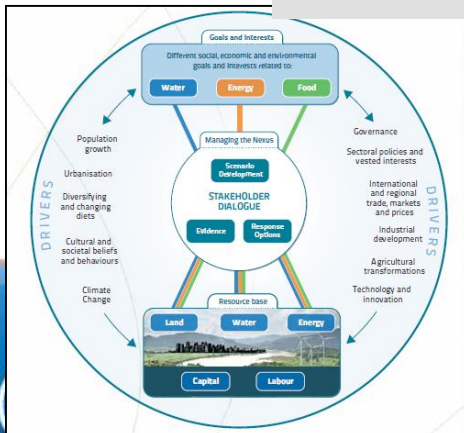 Goals and Interests
Different social, economic and environmental
goals and interests related to:
Water
Energy
Food
Managing the Nexus
Scenario
Development
STAKEHOLDER
DIALOGUE
Evidence
Response
Options
Resource base
Land
Water
Energy
Capital
Labour
DRIVERS
Population
growth
Urbanisation
Diversifying
and changing
diets
Cultural and
societal beliefs
and behaviours
Climate
Change
Governance
Sectoral policies and
vested interests
International
and regional
trade, markets
and prices
Industrial
development
Agricultural
transformations
Technology and
innovation
DRIVERS